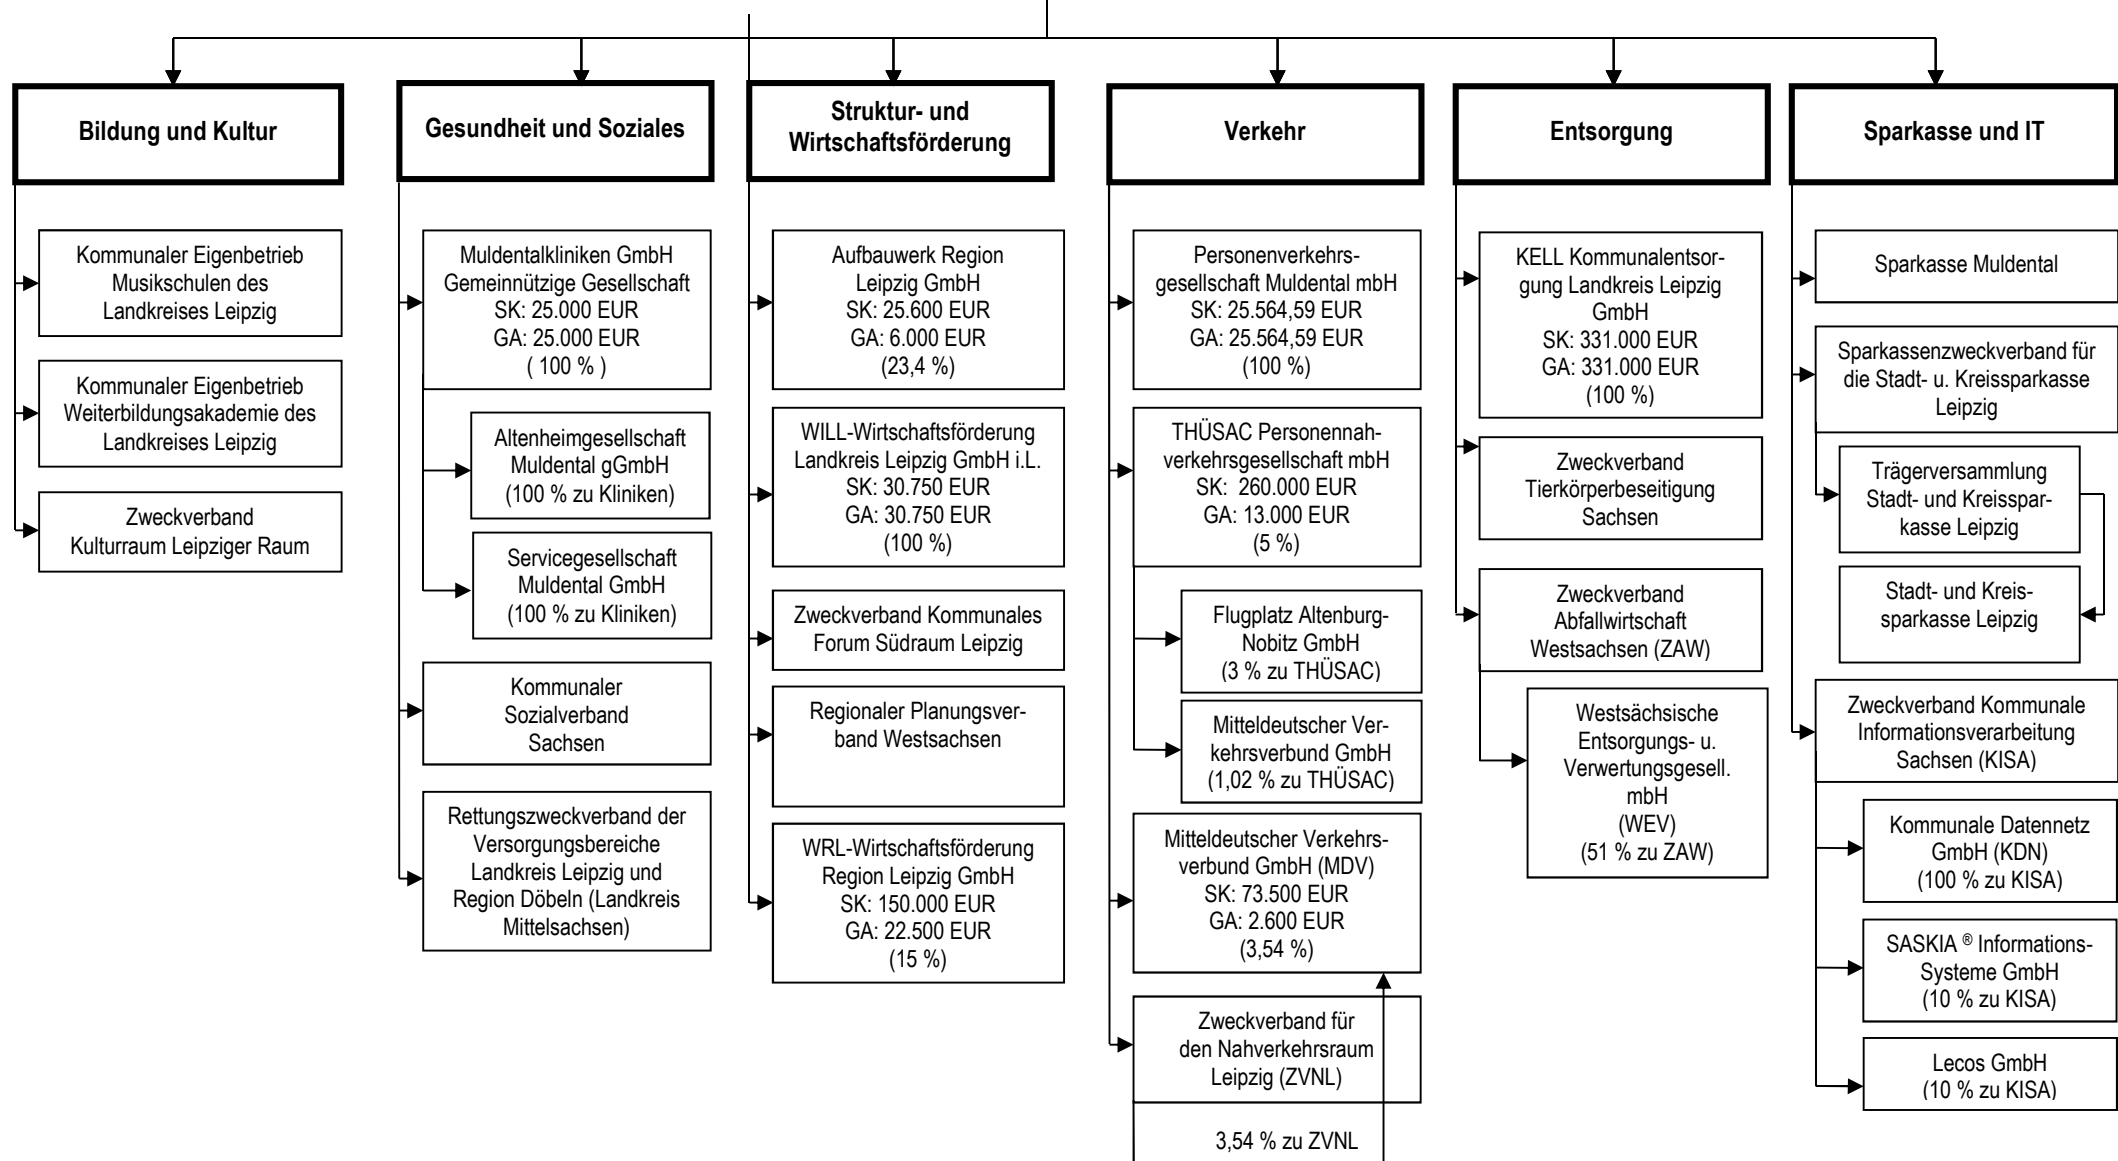 Bildung und Kultur
Kommunaler Eigenbetrieb
Musikschulen des
Landkreises Leipzig
Kommunaler Eigenbetrieb
Weiterbildungsakademie des
Landkreises Leipzig
Zweckverband
Kulturraum Leipziger Raum
Gesundheit und Soziales
Muldentalkliniken GmbH
Gemeinnützige Gesellschaft
SK: 25.000 EUR
GA: 25.000 EUR
( 100 % )
Altenheimgesellschaft
Muldental gGmbH
(100 % zu Kliniken)
Servicegesellschaft
Muldental GmbH
(100 % zu Kliniken)
Kommunaler
Sozialverband
Sachsen
Rettungszweckverband der
Versorgungsbereiche
Landkreis Leipzig und
Region Döbeln (Landkreis
Mittelsachsen)
Struktur- und
Wirtschaftsförderung
Aufbauwerk Region
Leipzig GmbH
SK: 25.600 EUR
GA: 6.000 EUR
(23,4 %)
WILL-Wirtschaftsförderung
Landkreis Leipzig GmbH i.L.
SK: 30.750 EUR
GA: 30.750 EUR
(100 %)
Zweckverband Kommunales
Forum Südraum Leipzig
Regionaler Planungsver-
band Westsachsen
WRL-Wirtschaftsförderung
Region Leipzig GmbH
SK: 150.000 EUR
GA: 22.500 EUR
(15 %)
Verkehr
Personenverkehrs-
gesellschaft Muldental mbH
SK: 25.564,59 EUR
GA: 25.564,59 EUR
(100 %)
THÜSAC Personennah-
verkehrsgesellschaft mbH
SK: 260.000 EUR
GA: 13.000 EUR
(5 %)
Flugplatz Altenburg-
Nobitz GmbH
(3 % zu THÜSAC)
Mitteldeutscher Ver-
kehrsverbund GmbH
(1,02 % zu THÜSAC)
Mitteldeutscher Verkehrs-
verbund GmbH (MDV)
SK: 73.500 EUR
GA: 2.600 EUR
(3,54 %)
Zweckverband für
den Nahverkehrsraum
Leipzig (ZVNL)
3,54 % zu ZVNL
Entsorgung
KELL Kommunalentsor-
gung Landkreis Leipzig
GmbH
SK: 331.000 EUR
GA: 331.000 EUR
(100 %)
Zweckverband
Tierkörperbeseitigung
Sachsen
Zweckverband
Abfallwirtschaft
Westsachsen (ZAW)
Westsächsische
Entsorgungs- u.
Verwertungsgesell.
mbH
(WEV)
(51 % zu ZAW)
Sparkasse und IT
Sparkasse Muldental
Sparkassenzweckverband für
die Stadt- u. Kreissparkasse
Leipzig
Trägerversammlung
Stadt- und Kreisspar-
kasse Leipzig
Stadt- und Kreis-
sparkasse Leipzig
Zweckverband Kommunale
Informationsverarbeitung
Sachsen (KISA)
Kommunale Datennetz
GmbH (KDN)
(100 % zu KISA)
SASKIA ® Informations-
Systeme GmbH
(10 % zu KISA)
Lecos GmbH
(10 % zu KISA)